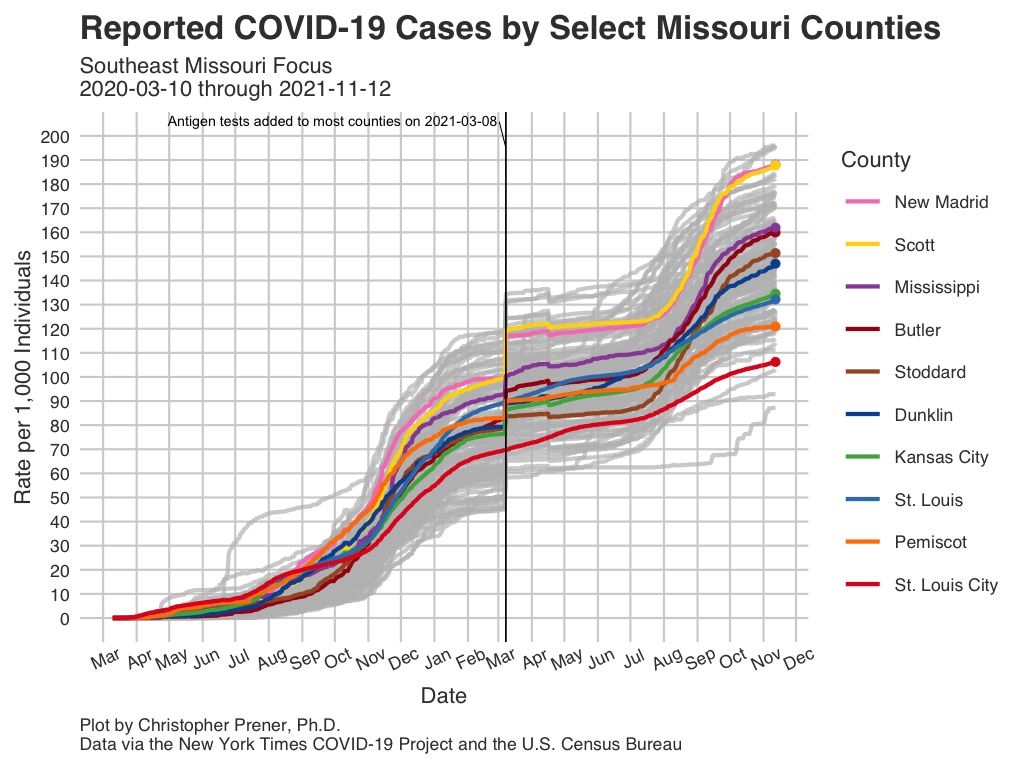 Reported COVID-19 Cases by Select Missouri Counties
Southeast Missouri Focus
2020-03-10 through 2021-11-12
Antigen tests added to most counties on 2021-03-08
200
190
180
170
160
150
140
130
120
110
100
90
80
70
60
50
40
30
20
10
0
Rate per 1,000 Individuals
Mar Apr May Jun Jul Aug Sep Oct Nov Dec Jan Feb Mar Apr May Jun Jul Aug Sep Oct Nov Dec
Date
County
New Madrid
Scott
Mississippi
Butler
Stoddard
Dunklin
Kansas City
St. Louis
Pemiscot
St. Louis City
Plot by Christopher Prener, Ph.D.
Data via the New York Times COVID-19 Project and the U.S. Census Bureau